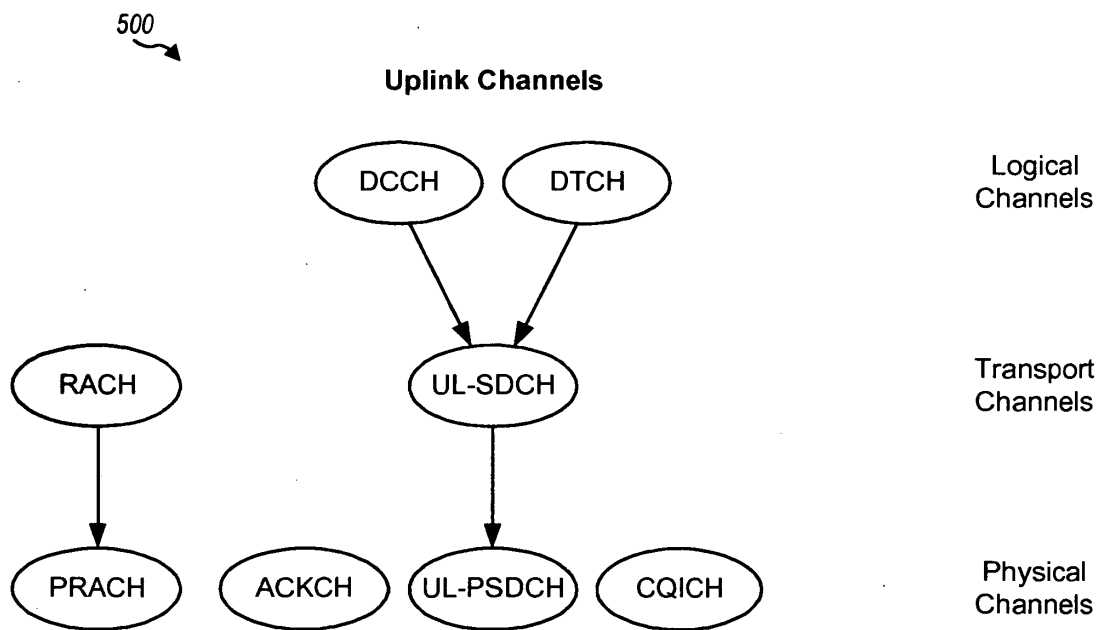 500
Uplink Channels
DCCH
DTCH
Logical
Channels
RACH
UL-SDCH
Transport
Channels
PRACH
ACKCH
UL-PSDCH
CQICH
Physical
Channels